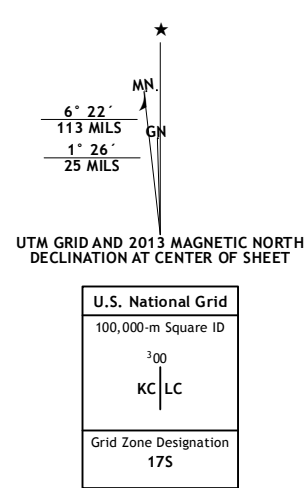 ★
MN.
6° 22´
113 MILS
GN
1° 26´
25 MILS
UTM GRID AND 2013 MAGNETIC NORTH
DECLINATION AT CENTER OF SHEET
U.S. National Grid
100,000-m Square ID
³00
KC LC
Grid Zone Designation
17S